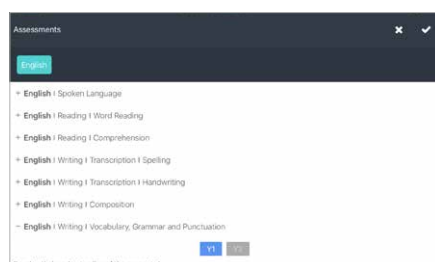 Assessments
English
+ English | Spoken Language
+ English | Reading | Word Reading
+ English | Reading | Comprehension
+ English | Writing | Transcription | Spelling
+ English | Writing | Transcription | Handwriting
+ English | Writing | Composition
− English | Writing | Vocabulary, Grammar and Punctuation
Y1 Y2